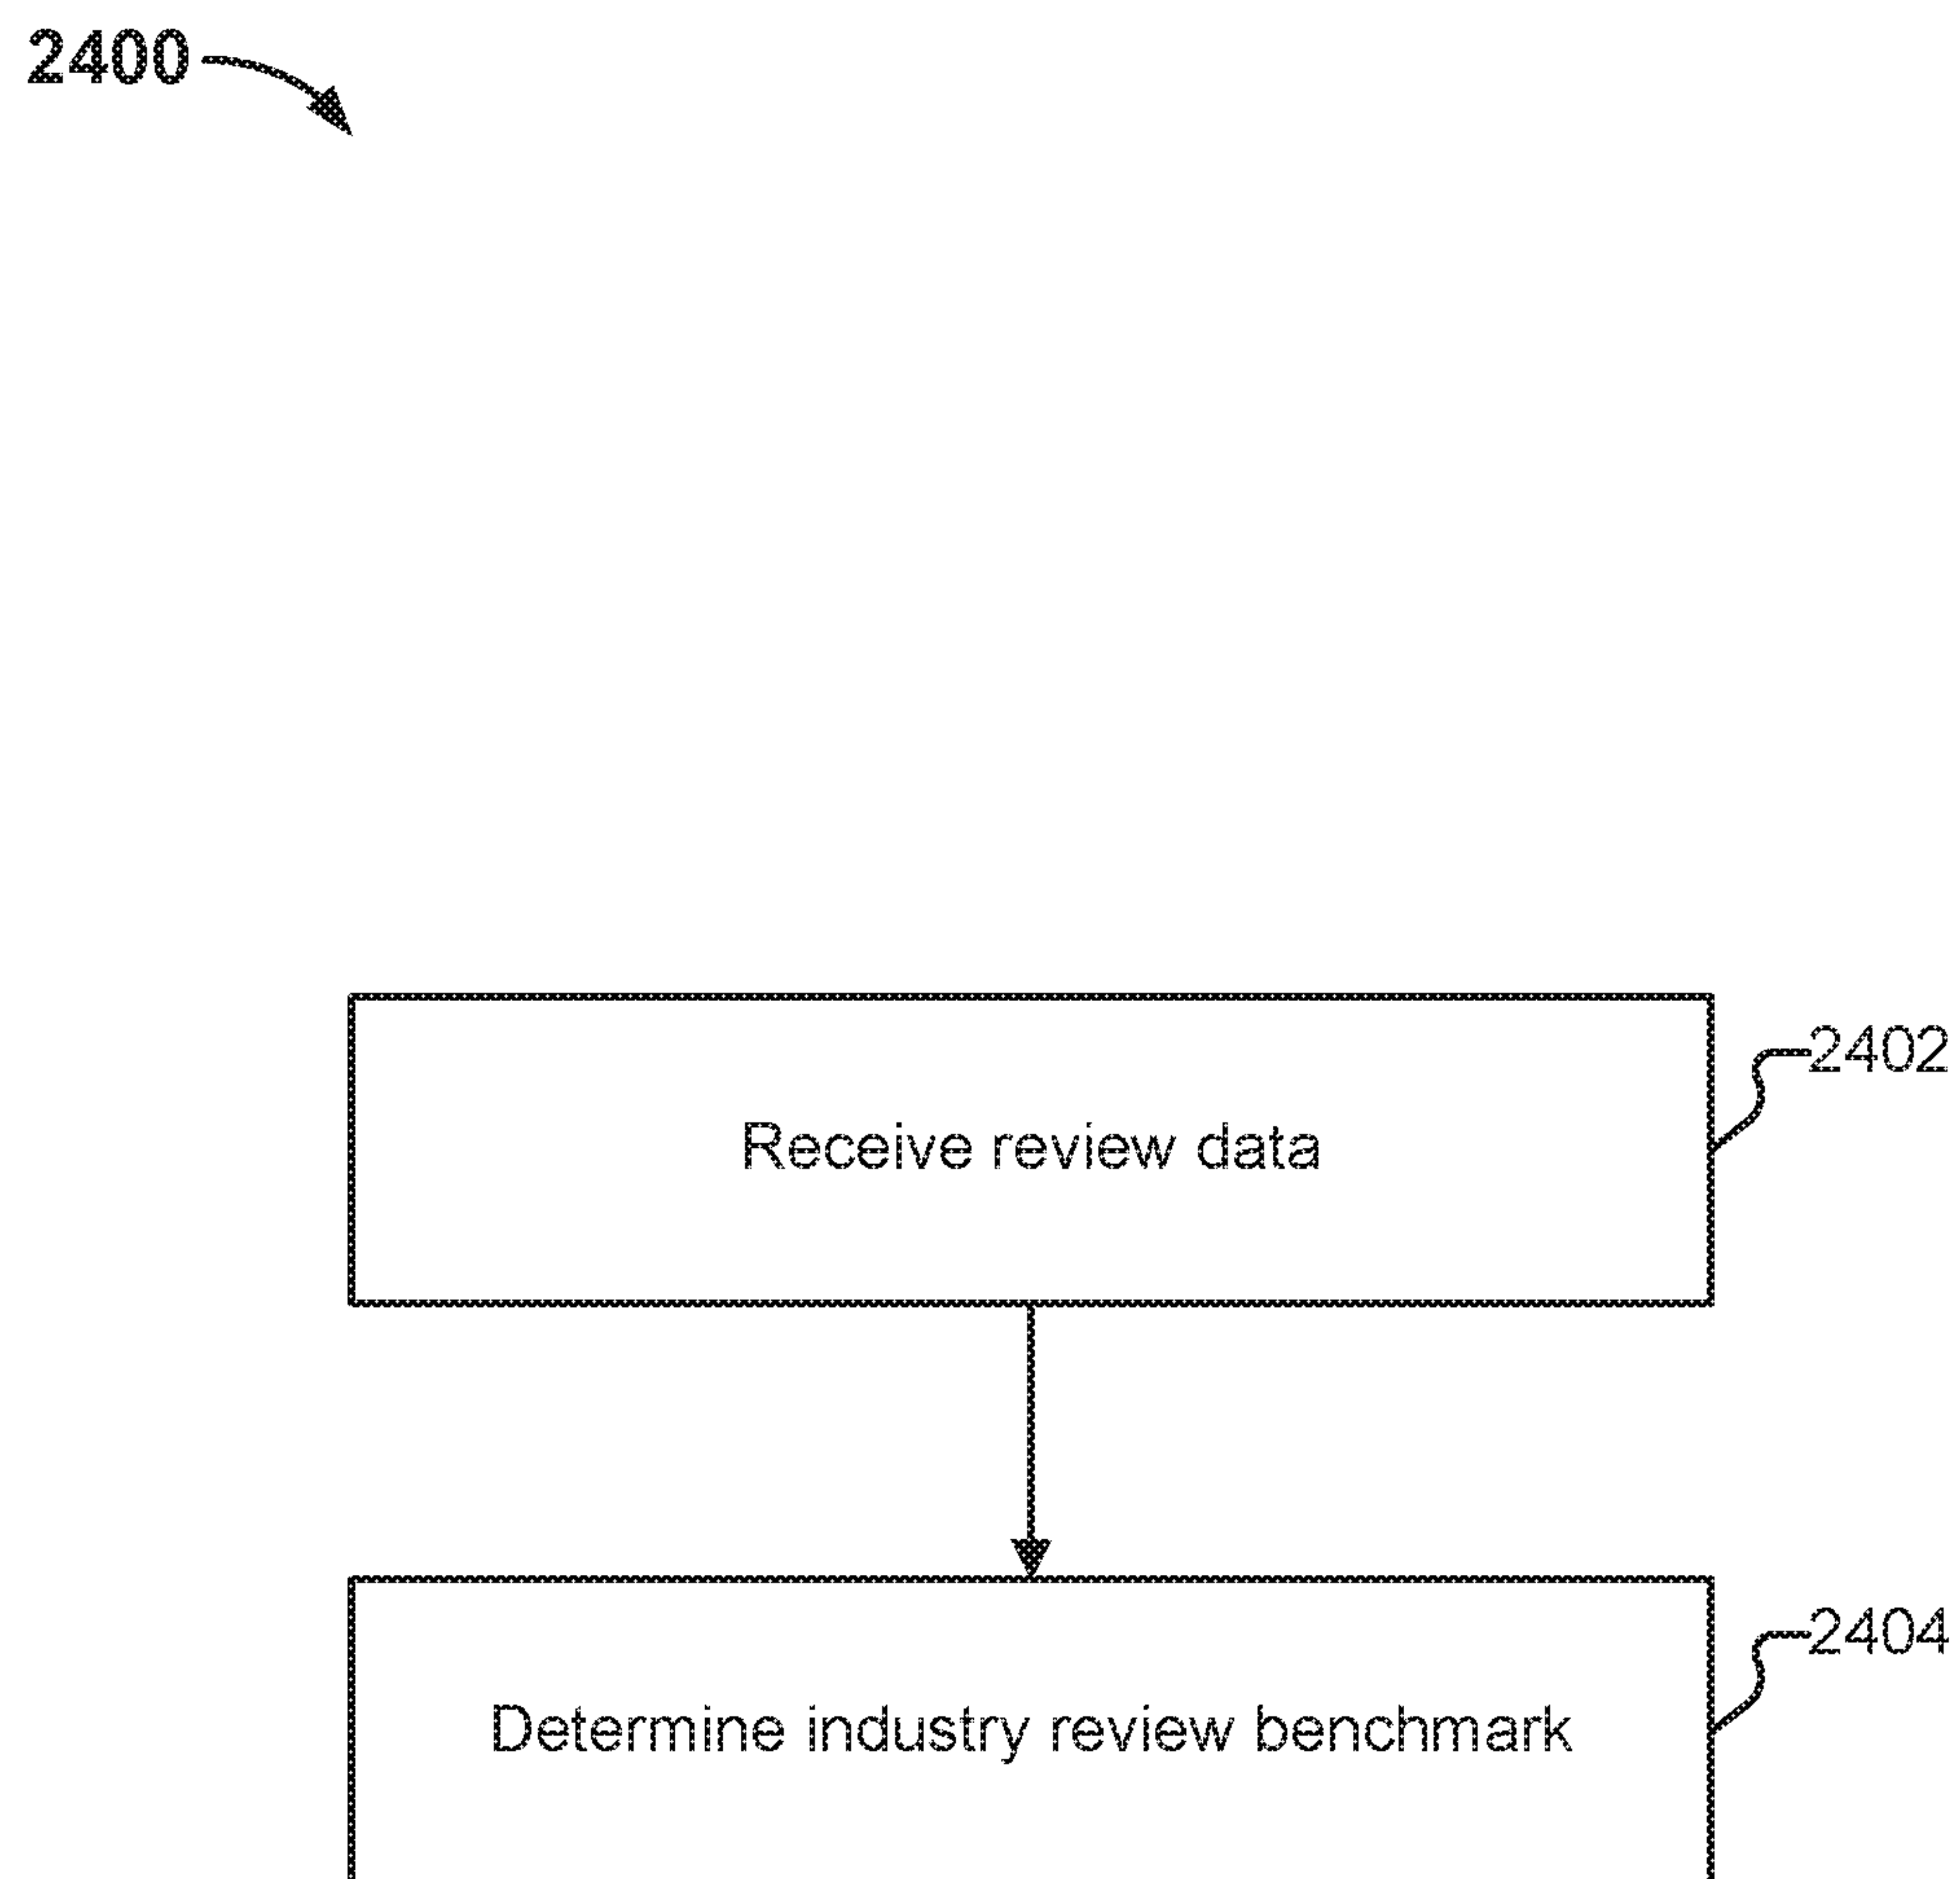 2400
2402
Receive review data
2404
Determine industry review benchmark